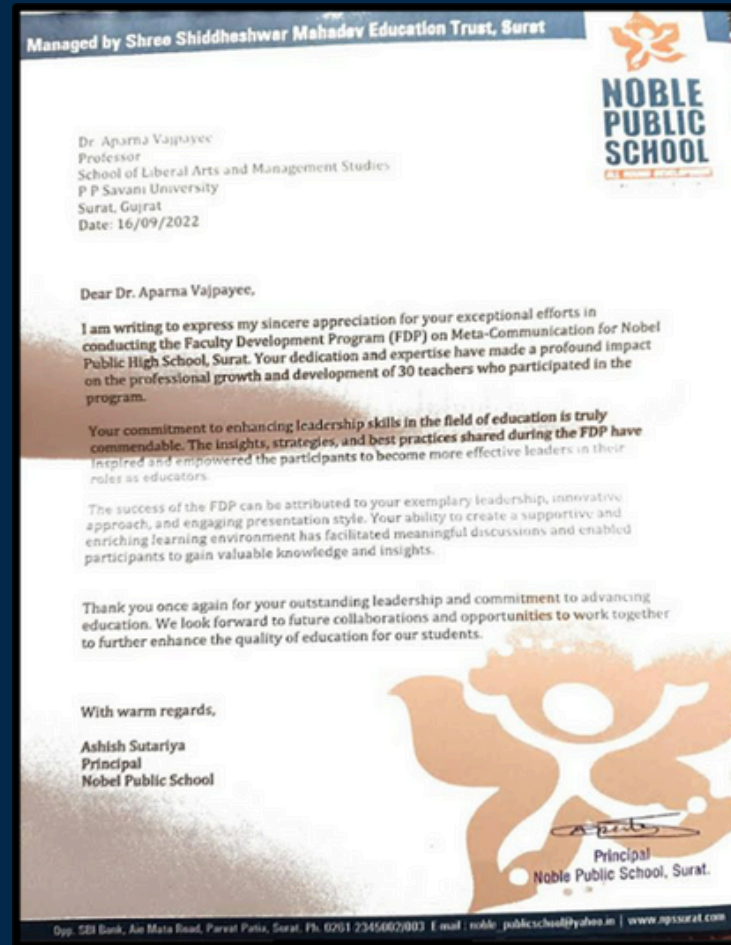 Managed by Shree Shiddheshwar Mahadev Education Trust, Surat
NOBLE
PUBLIC
SCHOOL
ALL ROUND DEVELOPMENT
Dr. Aparna Vajpayee
Professor
School of Liberal Arts and Management Studies
P P Savani University
Surat, Gujrat
Date: 16/09/2022
Dear Dr. Aparna Vajpayee,
I am writing to express my sincere appreciation for your exceptional efforts in
conducting the Faculty Development Program (FDP) on Meta-Communication for Nobel
Public High School, Surat. Your dedication and expertise have made a profound impact
on the professional growth and development of 30 teachers who participated in the
program.
Your commitment to enhancing leadership skills in the field of education is truly
commendable. The insights, strategies, and best practices shared during the FDP have
inspired and empowered the participants to become more effective leaders in their
roles as educators.
The success of the FDP can be attributed to your exemplary leadership, innovative
approach, and engaging presentation style. Your ability to create a supportive and
enriching learning environment has facilitated meaningful discussions and enabled
participants to gain valuable knowledge and insights.
Thank you once again for your outstanding leadership and commitment to advancing
education. We look forward to future collaborations and opportunities to work together
to further enhance the quality of education for our students.
With warm regards,
Ashish Sutariya
Principal
Nobel Public School
Principal
Noble Public School, Surat.
Opp. SBI Bank, Aie Mata Road, Parvat Patia, Surat. Ph. 0261 2345002/003 E-mail : noble_publicschool@yahoo.in | www.npssurat.com